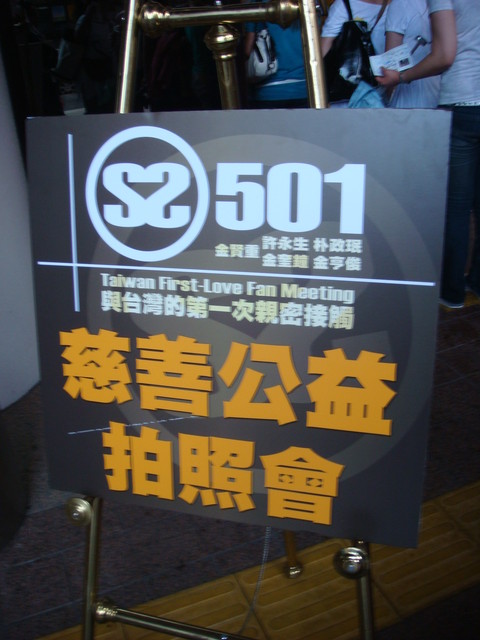 SS 501
金賢重 許永生 朴政珉
金奎鐘 金亨俊
Taiwan First-Love Fan Meeting
與台灣的第一次親密接觸
慈善公益
拍照會